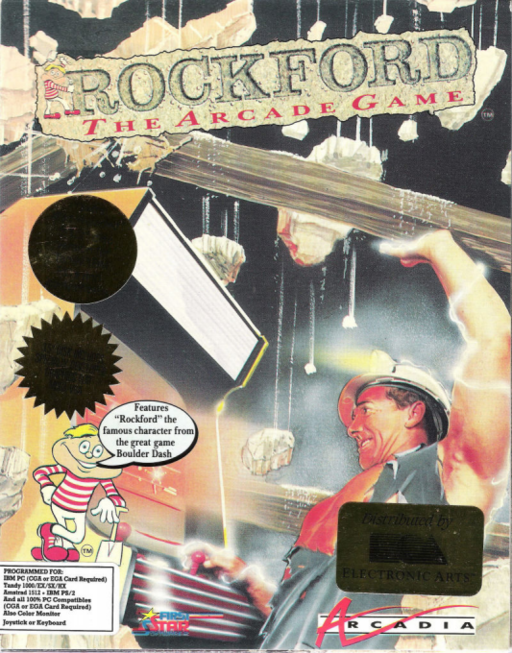 ROCKFORD
THE ARCADE GAME
TM
Features
"Rockford" the
famous character from
the great game
Boulder Dash
TM
Distributed by
ELECTRONIC ARTS
PROGRAMMED FOR:
IBM PC (CGA or EGA Card Required)
Tandy 1000/EX/SX/HX
Amstrad 1512 • IBM PS/2
And all 100% PC Compatibles
(CGA or EGA Card Required)
Also Color Monitor
Joystick or Keyboard
FIRST
STAR
ARCADIA